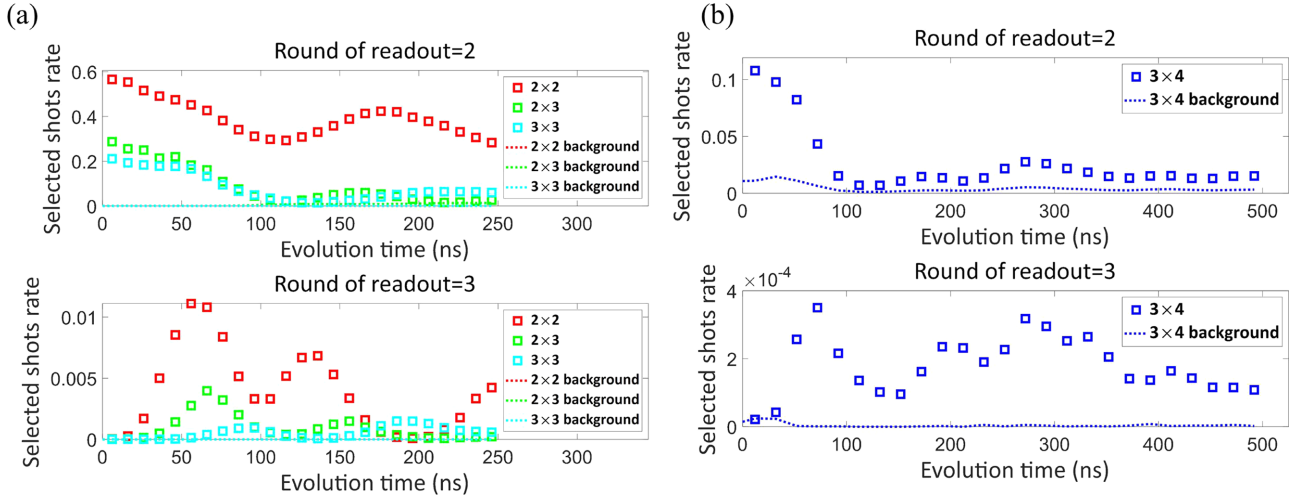 (a)
Round of readout=2
Selected shots rate
0.6
0.4
0.2
0
0 50 100 150 200 250 300
Evolution time (ns)
2×2
2×3
3×3
2×2 background
2×3 background
3×3 background
Round of readout=3
Selected shots rate
0.01
0.005
0
0 50 100 150 200 250 300
Evolution time (ns)
2×2
2×3
3×3
2×2 background
2×3 background
3×3 background
(b)
Round of readout=2
Selected shots rate
0.1
0.05
0
0 100 200 300 400 500
Evolution time (ns)
3×4
3×4 background
Round of readout=3
×10⁻⁴
Selected shots rate
4
2
0
0 100 200 300 400 500
Evolution time (ns)
3×4
3×4 background